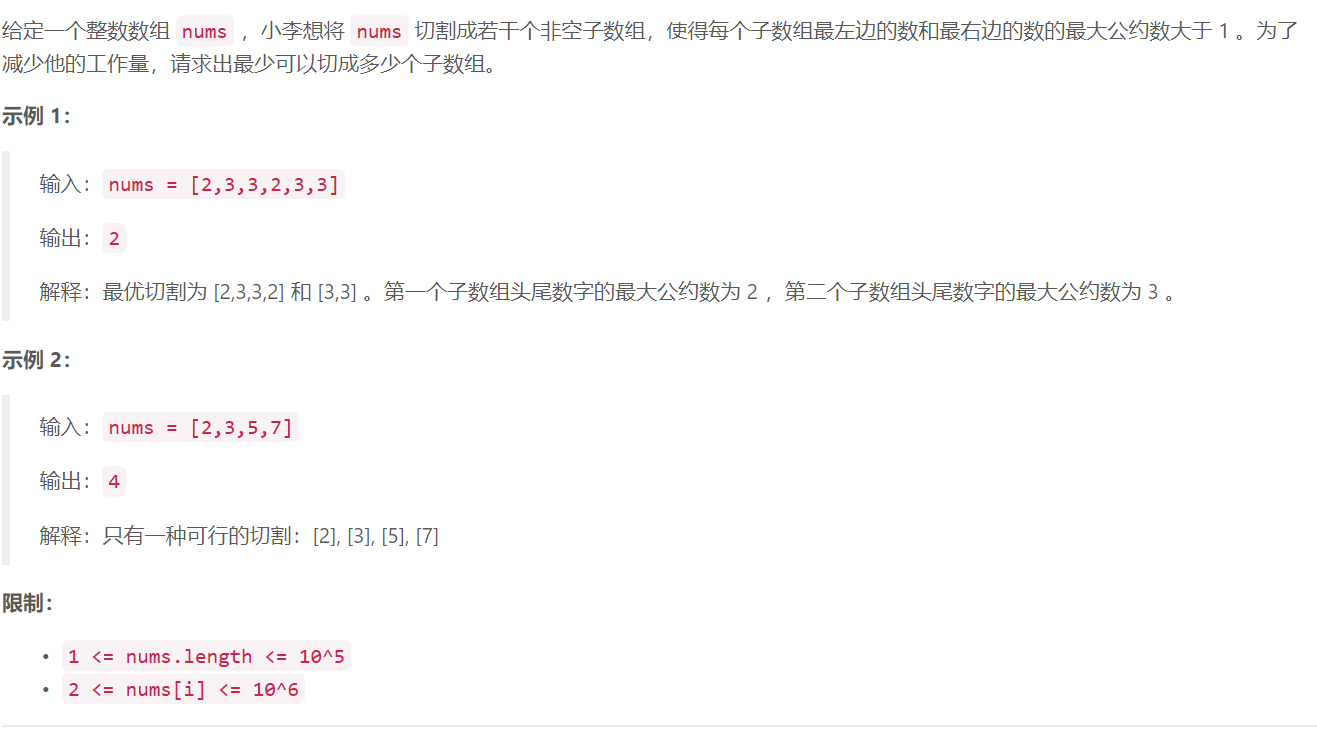 给定一个整数数组 nums ，小李想将 nums 切割成若干个非空子数组，使得每个子数组最左边的数和最右边的数的最大公约数大于 1 。为了
减少他的工作量，请求出最少可以切成多少个子数组。
示例 1：
输入：nums = [2,3,3,2,3,3]
输出：2
解释：最优切割为 [2,3,3,2] 和 [3,3] 。第一个子数组头尾数字的最大公约数为 2 ，第二个子数组头尾数字的最大公约数为 3 。
示例 2：
输入：nums = [2,3,5,7]
输出：4
解释：只有一种可行的切割：[2], [3], [5], [7]
限制：
• 1 <= nums.length <= 10^5
• 2 <= nums[i] <= 10^6